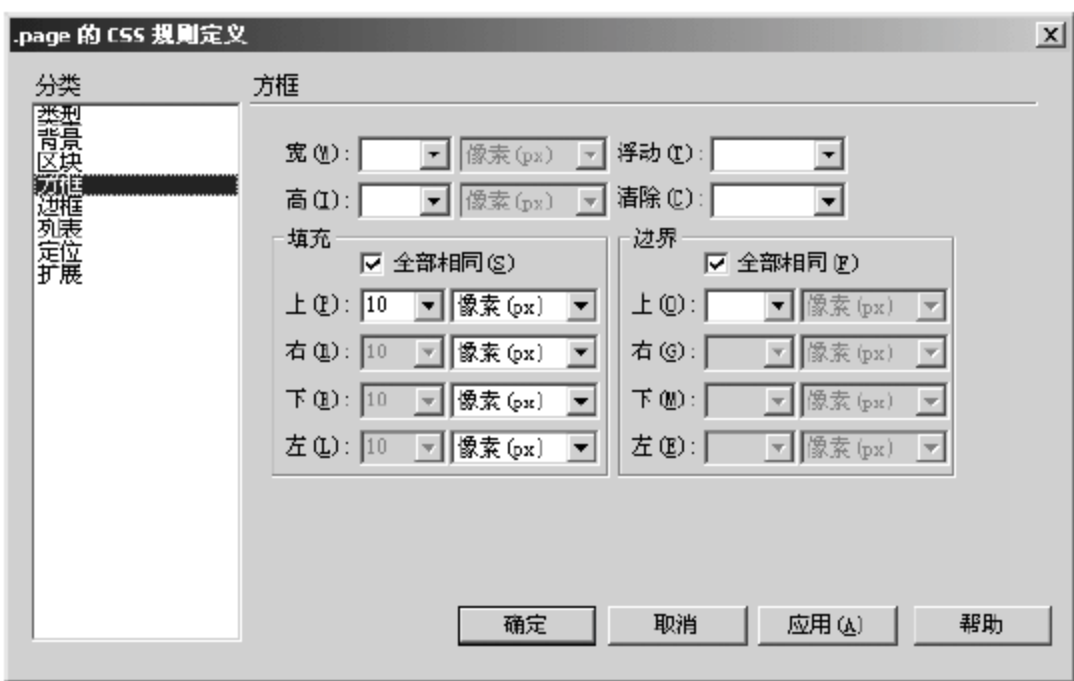 .page 的 CSS 规则定义
分类
类型
背景
区块
方框
边框
列表
定位
扩展
方框
宽(W): 像素(px) 浮动(T):
高(I): 像素(px) 清除(C):
填充
全部相同(S)
上(P): 10 像素(px)
右(R): 10 像素(px)
下(B): 10 像素(px)
左(L): 10 像素(px)
边界
全部相同(F)
上(O): 像素(px)
右(G): 像素(px)
下(M): 像素(px)
左(E): 像素(px)
确定 取消 应用(A) 帮助